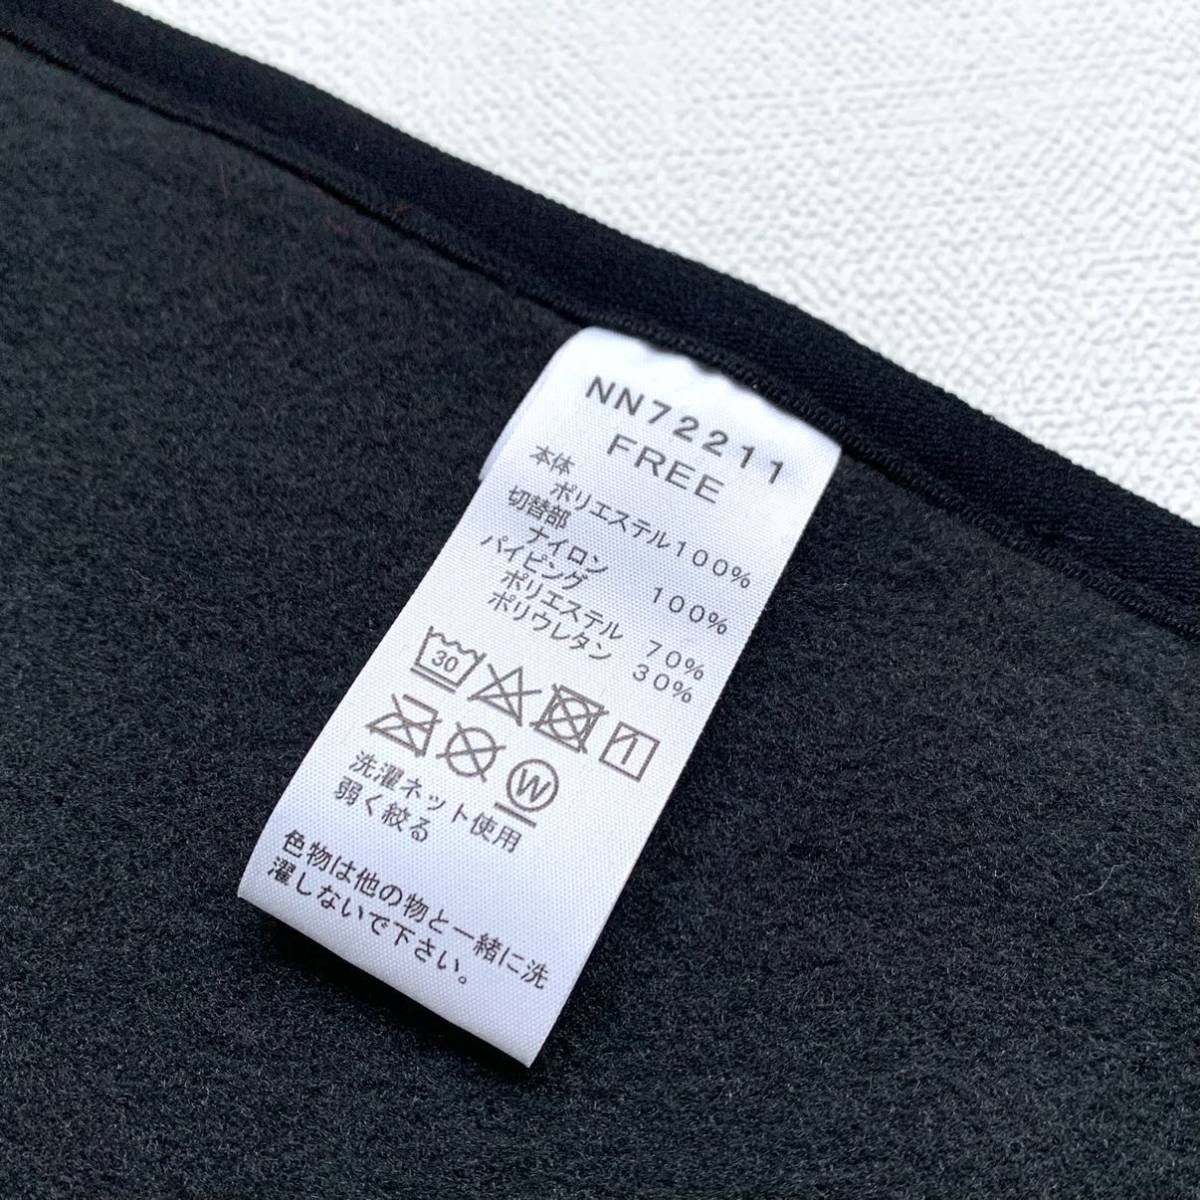 NN72211
FREE
本体
ポリエステル100%
切替部
ナイロン 100%
パイピング
ポリエステル 70%
ポリウレタン 30%
30
W
洗濯ネット使用
弱く絞る
色物は他の物と一緒に洗
濯しないで下さい。